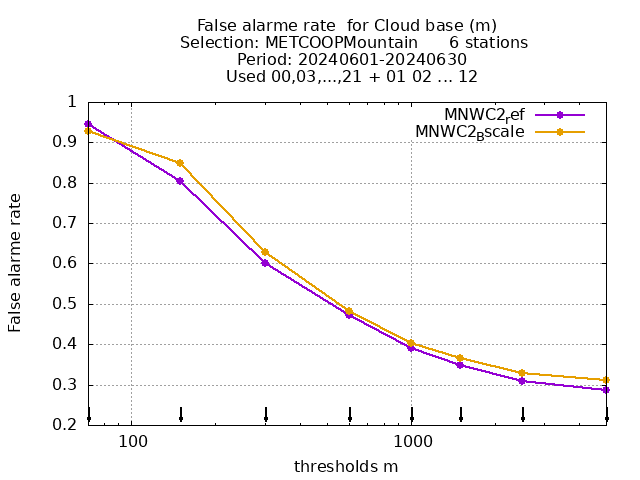 False alarme rate  for Cloud base (m)
Selection: METCOOPMountain      6 stations
Period: 20240601-20240630
Used 00,03,...,21 + 01 02 ... 12
MNWC2ref
MNWC2Bscale
1
0.9
0.8
0.7
0.6
0.5
0.4
0.3
0.2
False alarme rate
100
1000
thresholds m